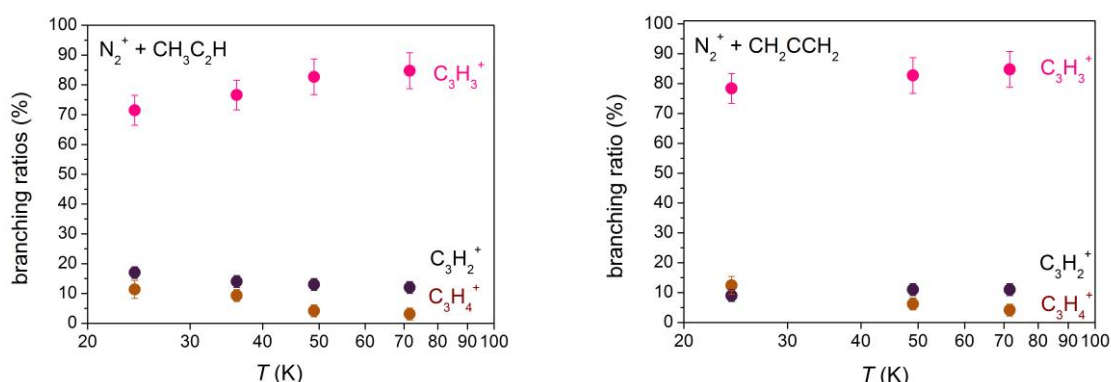 N₂⁺ + CH₃C₂H
branching ratios (%)
100
90
80
70
60
50
40
30
20
10
0
C₃H₃⁺
C₃H₂⁺
C₃H₄⁺
20 30 40 50 60 70 80 90 100
T (K)
N₂⁺ + CH₂CCH₂
branching ratio (%)
100
90
80
70
60
50
40
30
20
10
0
C₃H₃⁺
C₃H₂⁺
C₃H₄⁺
20 30 40 50 60 70 80 90 100
T (K)